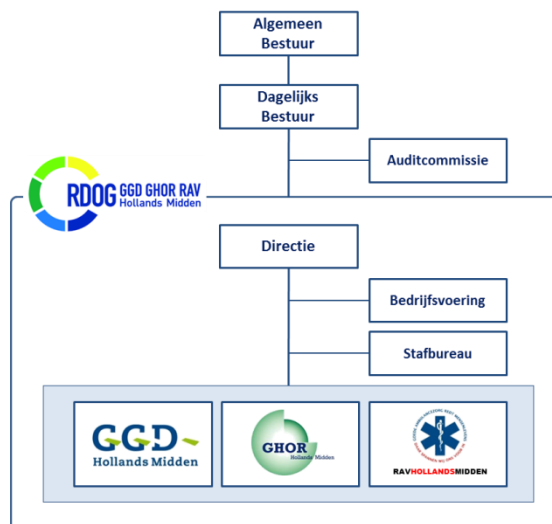 Algemeen
Bestuur
Dagelijks
Bestuur
Auditcommissie
RDOG GGD GHOR RAV
Hollands Midden
Directie
Bedrijfsvoering
Stafbureau
GGD
Hollands Midden
GHOR
Hollands Midden
RAVHOLLANDSMIDDEN